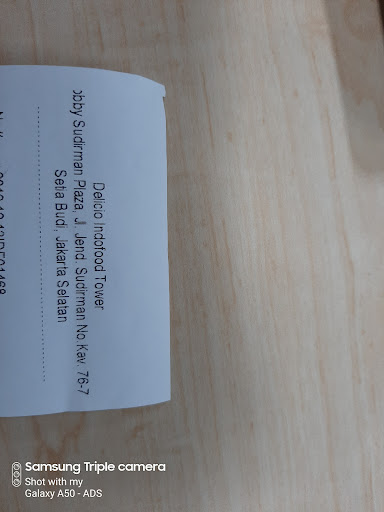 Delicio Indofood Tower
obby Sudirman Plaza, Jl. Jend. Sudirman No.Kav. 76-7
Setia Budi, Jakarta Selatan
Samsung Triple camera
Shot with my
Galaxy A50 - ADS